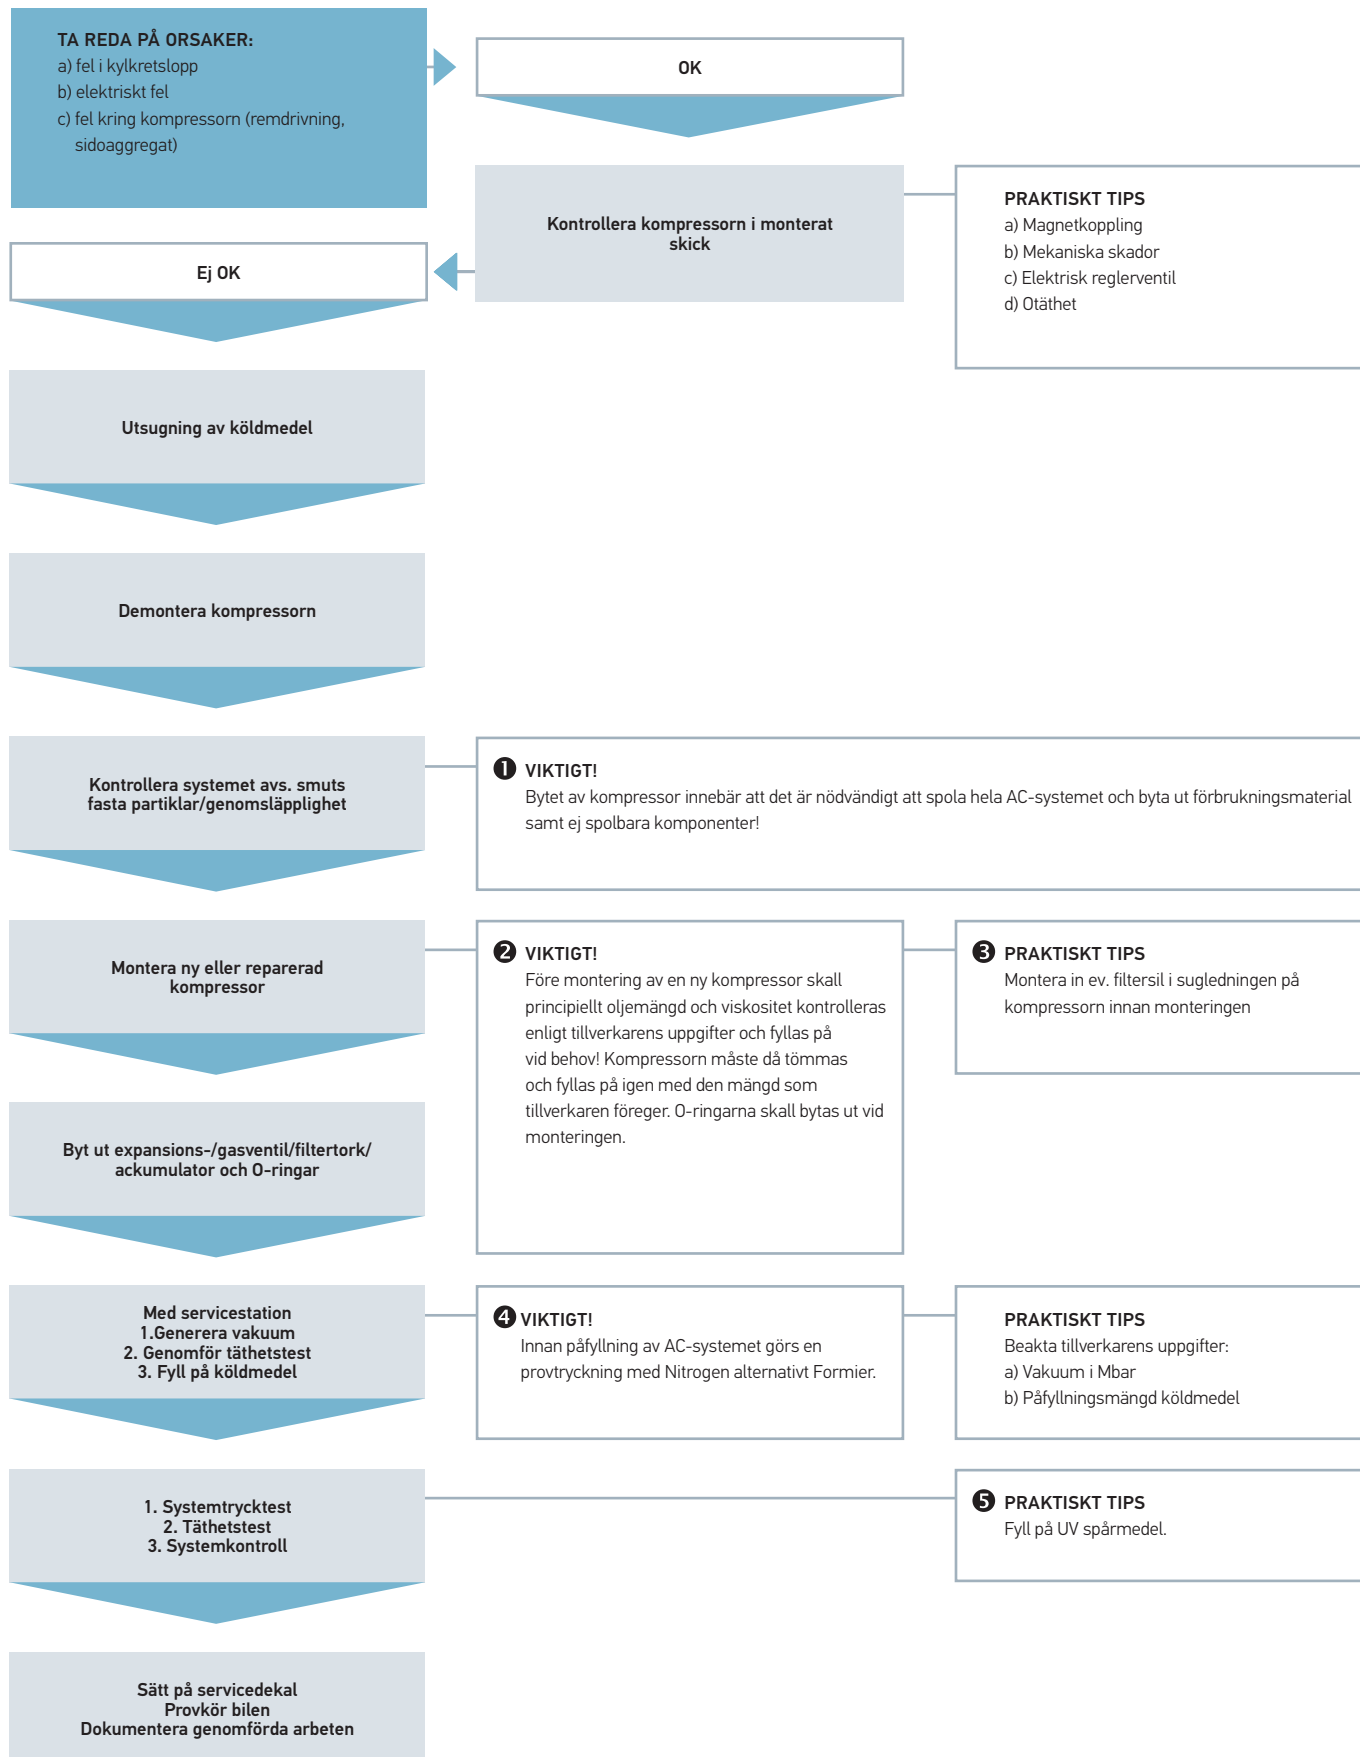 TA REDA PÅ ORSAKER:
a) fel i kylkretslopp
b) elektriskt fel
c) fel kring kompressorn (remdrivning,
sidoaggregat)
OK
Kontrollera kompressorn i monterat
skick
PRAKTISKT TIPS
a) Magnetkoppling
b) Mekaniska skador
c) Elektrisk reglerventil
d) Otäthet
Ej OK
Utsugning av köldmedel
Demontera kompressorn
Kontrollera systemet avs. smuts
fasta partiklar/genomsläpplighet
1 VIKTIGT!
Bytet av kompressor innebär att det är nödvändigt att spola hela AC-systemet och byta ut förbrukningsmaterial
samt ej spolbara komponenter!
Montera ny eller reparerad
kompressor
2 VIKTIGT!
Före montering av en ny kompressor skall
principiellt oljemängd och viskositet kontrolleras
enligt tillverkarens uppgifter och fyllas på
vid behov! Kompressorn måste då tömmas
och fyllas på igen med den mängd som
tillverkaren föreger. O-ringarna skall bytas ut vid
monteringen.
3 PRAKTISKT TIPS
Montera in ev. filtersil i sugledningen på
kompressorn innan monteringen
Byt ut expansions-/gasventil/filtertork/
ackumulator och O-ringar
Med servicestation
1.Generera vakuum
2. Genomför täthetstest
3. Fyll på köldmedel
4 VIKTIGT!
Innan påfyllning av AC-systemet görs en
provtryckning med Nitrogen alternativt Formier.
PRAKTISKT TIPS
Beakta tillverkarens uppgifter:
a) Vakuum i Mbar
b) Påfyllningsmängd köldmedel
1. Systemtrycktest
2. Täthetstest
3. Systemkontroll
5 PRAKTISKT TIPS
Fyll på UV spårmedel.
Sätt på servicedekal
Provkör bilen
Dokumentera genomförda arbeten